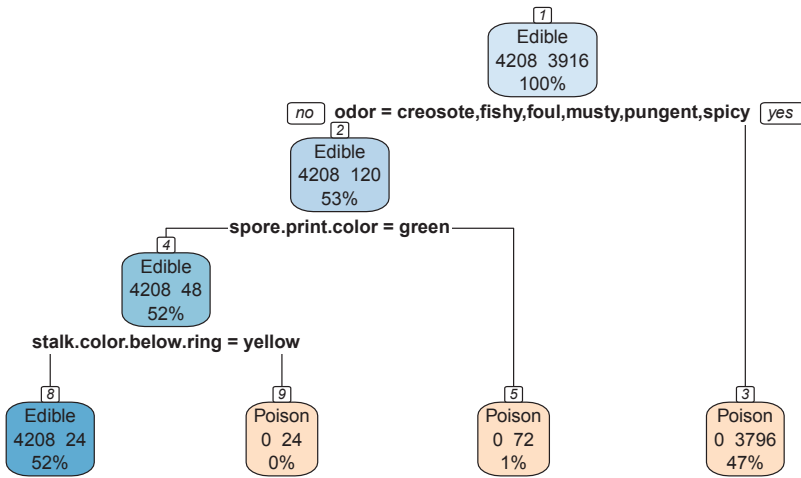 1
Edible
4208 3916
100%
no odor = creosote,fishy,foul,musty,pungent,spicy yes
2
Edible
4208 120
53%
spore.print.color = green
4
Edible
4208 48
52%
stalk.color.below.ring = yellow
8
Edible
4208 24
52%
9
Poison
0 24
0%
5
Poison
0 72
1%
3
Poison
0 3796
47%